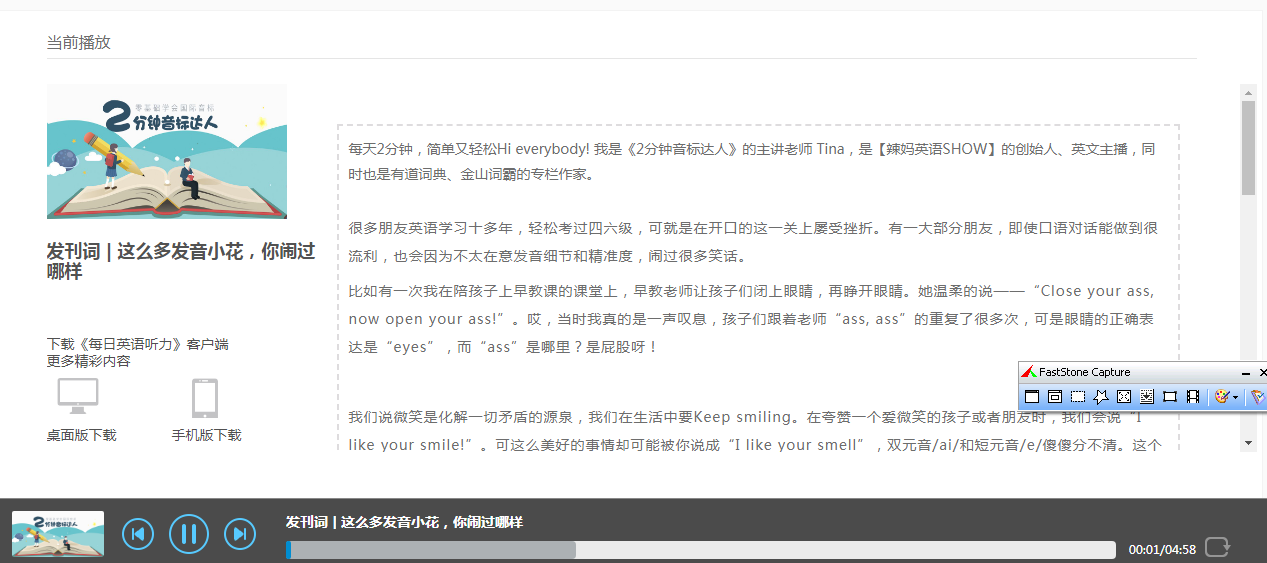 当前播放
零基础学会国际音标
2分钟音标达人
发刊词 | 这么多发音小花，你闹过
哪样
下载《每日英语听力》客户端
更多精彩内容
桌面版下载
手机版下载
每天2分钟，简单又轻松Hi everybody! 我是《2分钟音标达人》的主讲老师 Tina，是【辣妈英语SHOW】的创始人、英文主播，同
时也是有道词典、金山词霸的专栏作家。
很多朋友英语学习十多年，轻松考过四六级，可就是在开口的这一关上屡受挫折。有一大部分朋友，即使口语对话能做到很
流利，也会因为不太在意发音细节和精准度，闹过很多笑话。
比如有一次我在陪孩子上早教课的课堂上，早教老师让孩子们闭上眼睛，再睁开眼睛。她温柔的说——“Close your ass,
now open your ass!”。哎，当时我真的是一声叹息，孩子们跟着老师“ass, ass”的重复了很多次，可是眼睛的正确表
达是“eyes”，而“ass”是哪里？是屁股呀！
我们说微笑是化解一切矛盾的源泉，我们在生活中要Keep smiling。在夸赞一个爱微笑的孩子或者朋友时，我们会说“I
like your smile!”。可这么美好的事情却可能被你说成“I like your smell”，双元音/ai/和短元音/e/傻傻分不清。这个
FastStone Capture
2分钟音标达人
发刊词 | 这么多发音小花，你闹过哪样
00:01/04:58